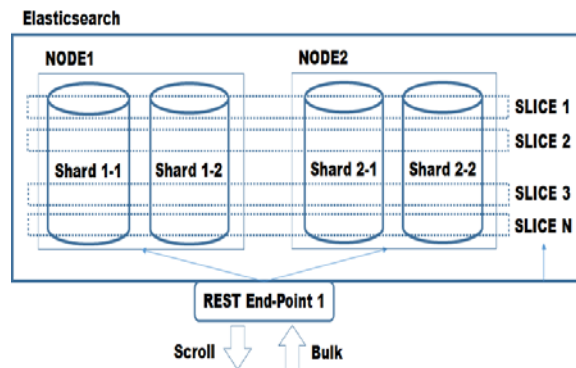 Elasticsearch
NODE1
NODE2
SLICE 1
SLICE 2
Shard 1-1
Shard 1-2
Shard 2-1
Shard 2-2
SLICE 3
SLICE N
REST End-Point 1
Scroll
Bulk